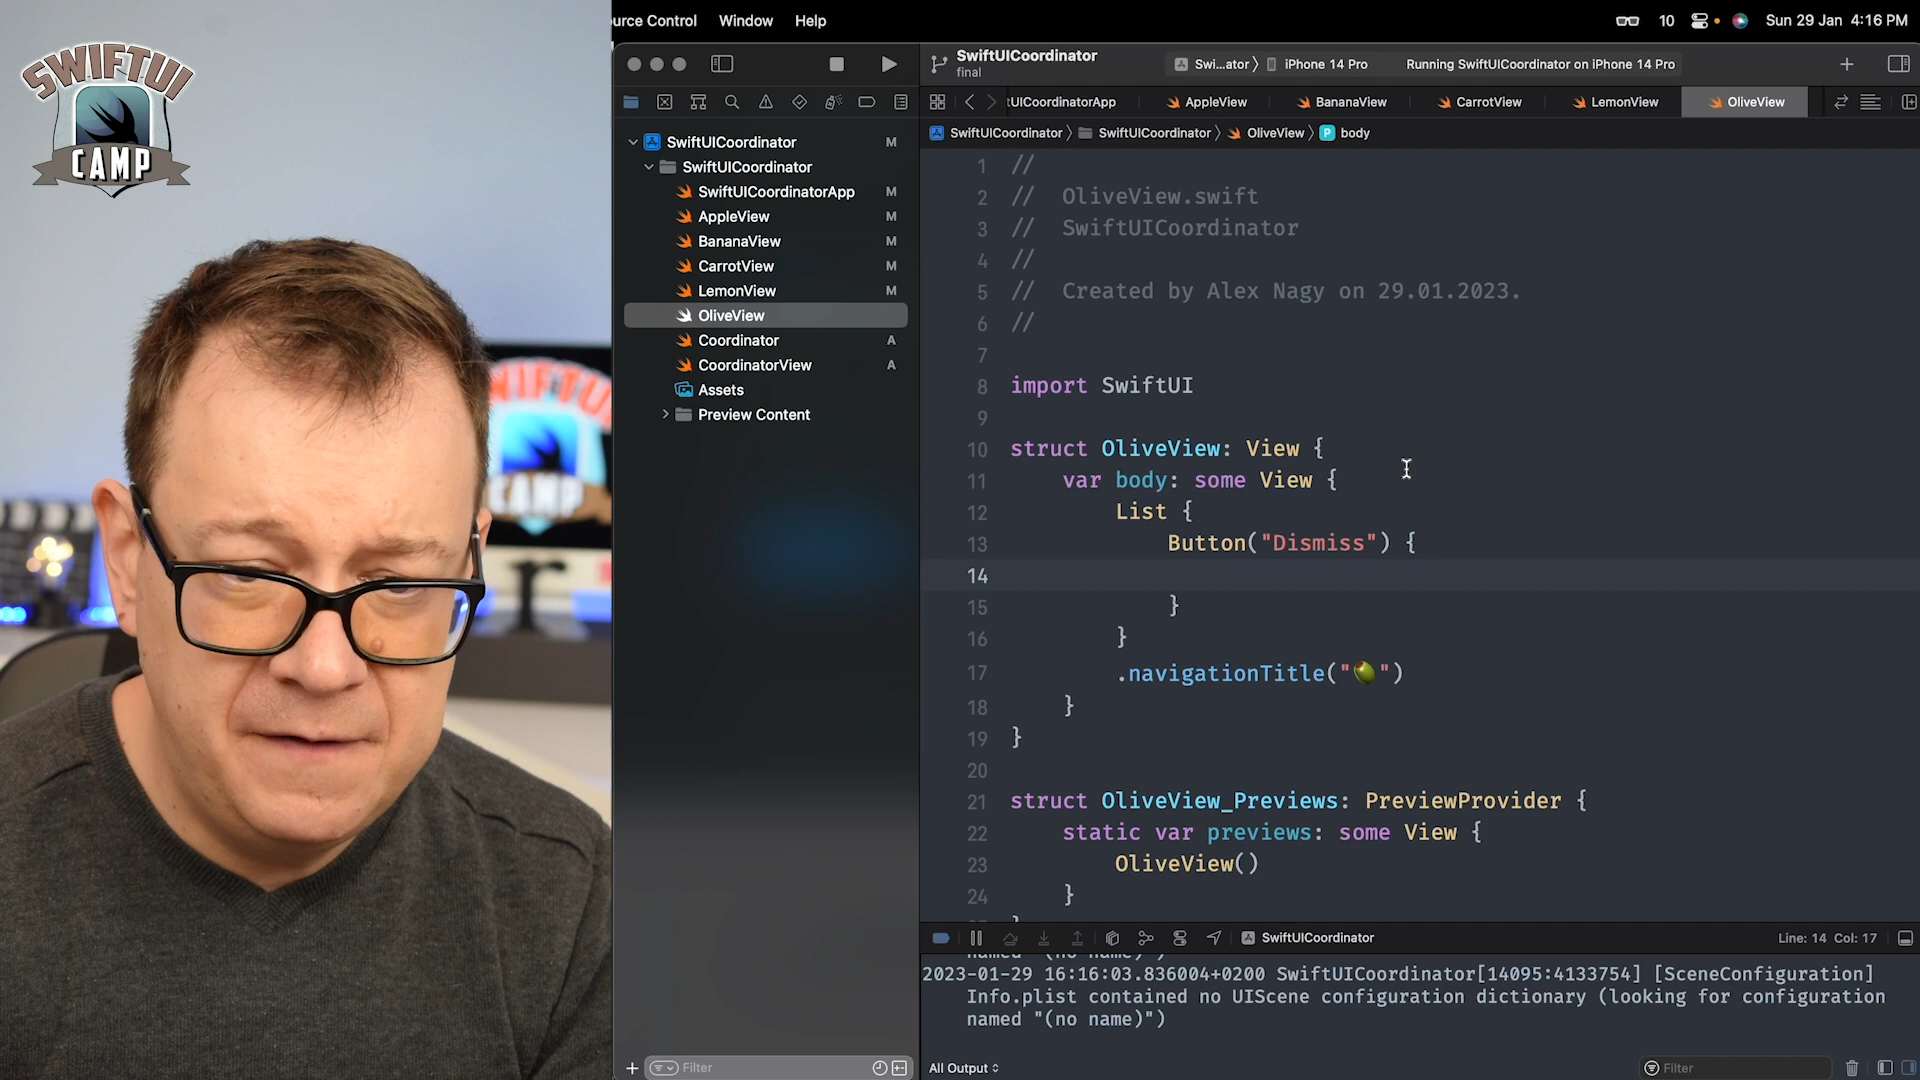 SWIFTUI
CAMP
SWIFTUI
CAMP
urce Control Window Help
10 Sun 29 Jan 4:16 PM
SwiftUICoordinator
final
Swi...ator iPhone 14 Pro Running SwiftUICoordinator on iPhone 14 Pro
UICoordinatorApp AppleView BananaView CarrotView LemonView OliveView
SwiftUICoordinator SwiftUICoordinator OliveView P body
SwiftUICoordinator M
SwiftUICoordinator
SwiftUICoordinatorApp M
AppleView M
BananaView M
CarrotView M
LemonView M
OliveView
Coordinator A
CoordinatorView A
Assets
Preview Content
1 //
2 // OliveView.swift
3 // SwiftUICoordinator
4 //
5 // Created by Alex Nagy on 29.01.2023.
6 //
7
8 import SwiftUI
9
10 struct OliveView: View {
11 var body: some View {
12 List {
13 Button("Dismiss") {
14
15 }
16 }
17 .navigationTitle("🫒")
18 }
19 }
20
21 struct OliveView_Previews: PreviewProvider {
22 static var previews: some View {
23 OliveView()
24 }
SwiftUICoordinator Line: 14 Col: 17
named "(no name)")
2023-01-29 16:16:03.836004+0200 SwiftUICoordinator[14095:4133754] [SceneConfiguration]
Info.plist contained no UIScene configuration dictionary (looking for configuration
named "(no name)")
Filter
All Output
Filter